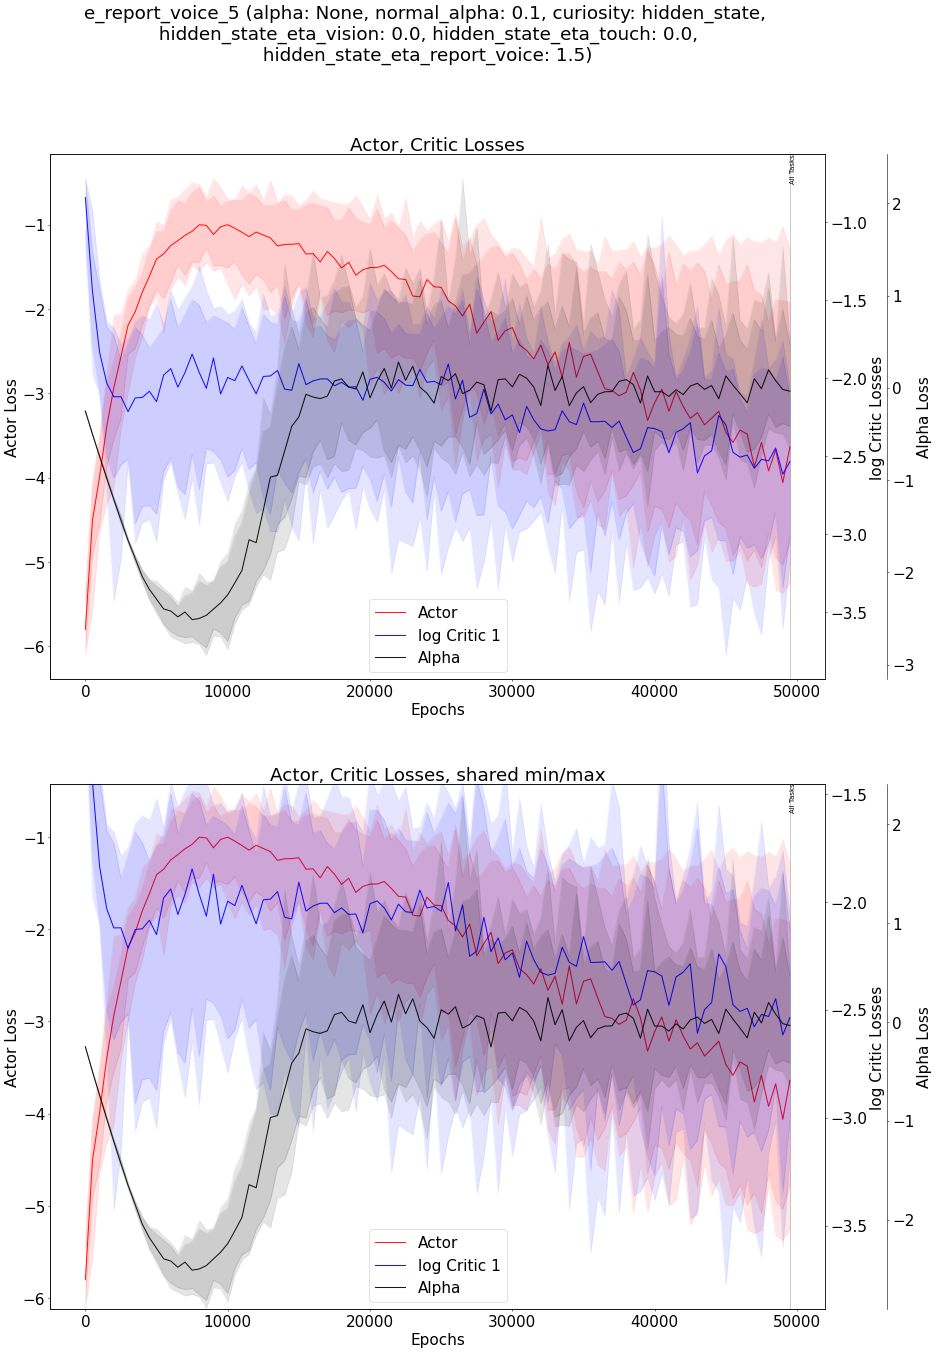 e_report_voice_5 (alpha: None, normal_alpha: 0.1, curiosity: hidden_state,
hidden_state_eta_vision: 0.0, hidden_state_eta_touch: 0.0,
hidden_state_eta_report_voice: 1.5)
Actor, Critic Losses
All Tasks
−1
−2
−3
−4
−5
−6
Actor Loss
−1.0
−1.5
−2.0
−2.5
−3.0
−3.5
log Critic Losses
2
1
0
−1
−2
−3
Alpha Loss
Actor
log Critic 1
Alpha
0
10000
20000
30000
40000
50000
Epochs
Actor, Critic Losses, shared min/max
All Tasks
−1
−2
−3
−4
−5
−6
Actor Loss
−1.5
−2.0
−2.5
−3.0
−3.5
log Critic Losses
2
1
0
−1
−2
Alpha Loss
Actor
log Critic 1
Alpha
0
10000
20000
30000
40000
50000
Epochs